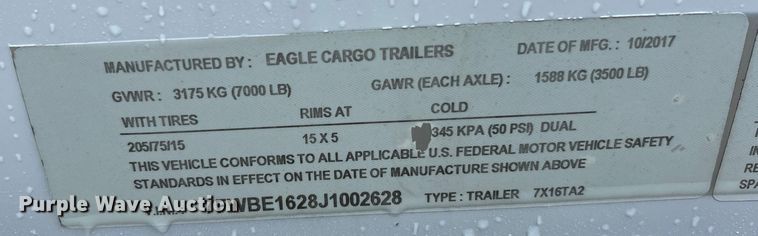 MANUFACTURED BY: EAGLE CARGO TRAILERS DATE OF MFG.: 10/2017
GVWR: 3175 KG (7000 LB) GAWR (EACH AXLE): 1588 KG (3500 LB)
WITH TIRES RIMS AT COLD
205/75/15 15 X 5 345 KPA (50 PSI) DUAL
THIS VEHICLE CONFORMS TO ALL APPLICABLE U.S. FEDERAL MOTOR VEHICLE SAFETY
STANDARDS IN EFFECT ON THE DATE OF MANUFACTURE SHOWN ABOVE
WBE1628J1002628 TYPE: TRAILER 7X16TA2
Purple Wave Auction